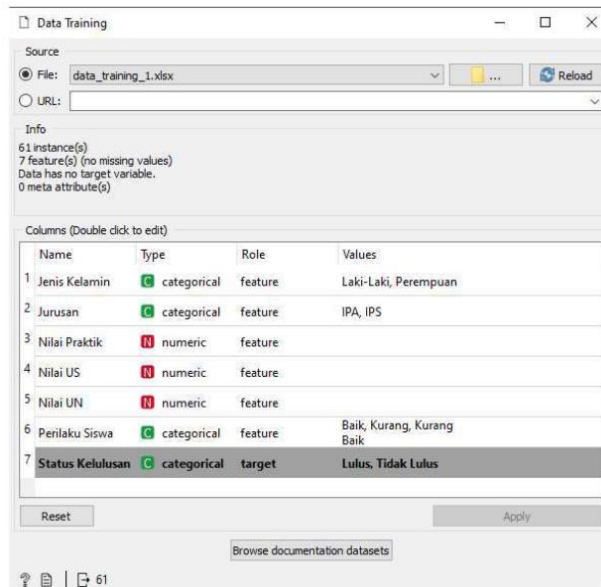 Data Training
Source
File: data_training_1.xlsx ... Reload
URL:
Info
61 instance(s)
7 feature(s) (no missing values)
Data has no target variable.
0 meta attribute(s)
Columns (Double click to edit)
Name Type Role Values
1 Jenis Kelamin C categorical feature Laki-Laki, Perempuan
2 Jurusan C categorical feature IPA, IPS
3 Nilai Praktik N numeric feature
4 Nilai US N numeric feature
5 Nilai UN N numeric feature
6 Perilaku Siswa C categorical feature Baik, Kurang, Kurang
Baik
7 Status Kelulusan C categorical target Lulus, Tidak Lulus
Reset Apply
Browse documentation datasets
? 61